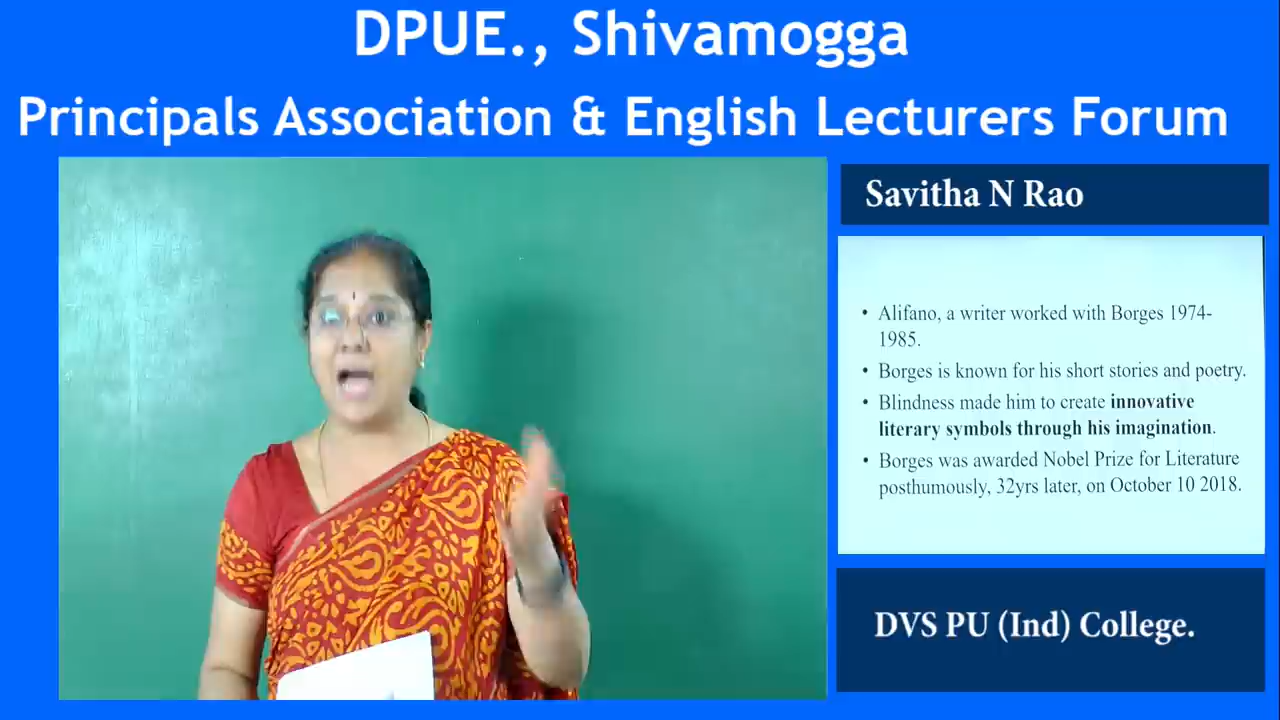 DPUE., Shivamogga
Principals Association & English Lecturers Forum
Savitha N Rao
• Alifano, a writer worked with Borges 1974-
1985.
• Borges is known for his short stories and poetry.
• Blindness made him to create innovative
literary symbols through his imagination.
• Borges was awarded Nobel Prize for Literature
posthumously, 32yrs later, on October 10 2018.
DVS PU (Ind) College.